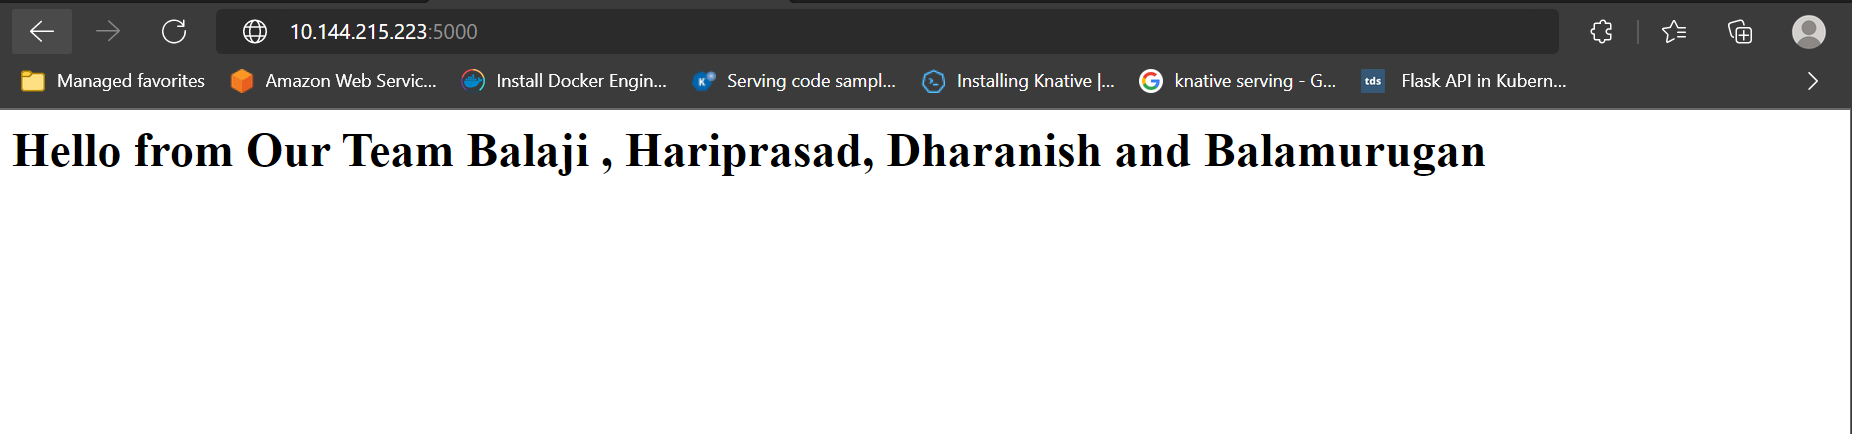 10.144.215.223:5000
Managed favorites Amazon Web Servic... Install Docker Engin... K Serving code sampl... Installing Knative |... G knative serving - G... tds Flask API in Kubern...
Hello from Our Team Balaji , Hariprasad, Dharanish and Balamurugan